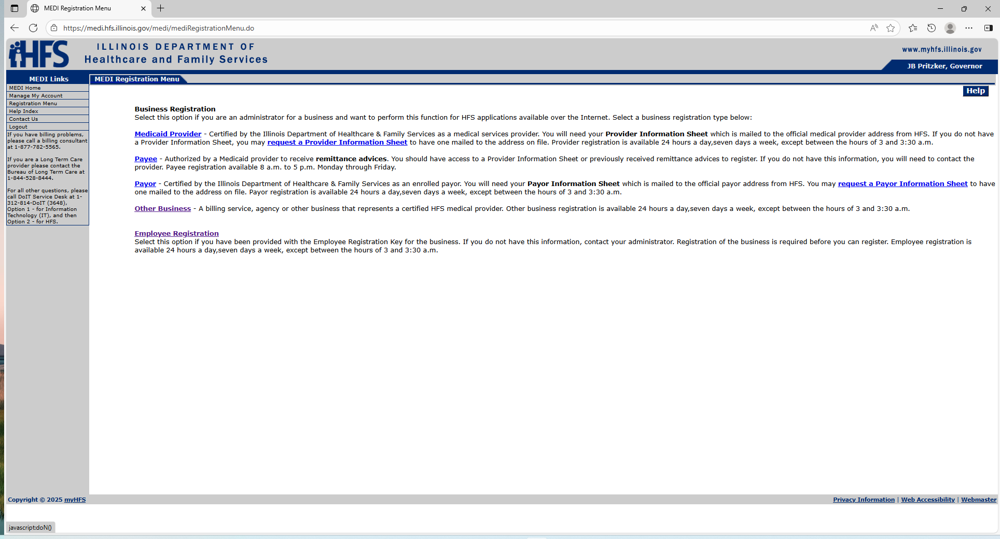 MEDI Registration Menu
https://medi.hfs.illinois.gov/medi/mediRegistrationMenu.do
HFS
ILLINOIS DEPARTMENT OF
Healthcare and Family Services
www.myhfs.illinois.gov
JB Pritzker, Governor
MEDI Links
MEDI Home
Manage My Account
Registration Menu
Help Index
Contact Us
Logout
If you have billing problems,
please call a billing consultant
at 1-877-782-5565.
If you are a Long Term Care
provider please contact the
Bureau of Long Term Care at
1-844-528-8444.
For all other questions, please
call DoIT Service Desk at 1-
312-814-DoIT (3648),
Option 1 - for Information
Technology (IT), and then
Option 2 - for HFS.
MEDI Registration Menu
Help
Business Registration
Select this option if you are an administrator for a business and want to perform this function for HFS applications available over the Internet. Select a business registration type below:
Medicaid Provider - Certified by the Illinois Department of Healthcare & Family Services as a medical services provider. You will need your Provider Information Sheet which is mailed to the official medical provider address from HFS. If you do not have
a Provider Information Sheet, you may request a Provider Information Sheet to have one mailed to the address on file. Provider registration is available 24 hours a day,seven days a week, except between the hours of 3 and 3:30 a.m.
Payee - Authorized by a Medicaid provider to receive remittance advices. You should have access to a Provider Information Sheet or previously received remittance advices to register. If you do not have this information, you will need to contact the
provider. Payee registration available 8 a.m. to 5 p.m. Monday through Friday.
Payor - Certified by the Illinois Department of Healthcare & Family Services as an enrolled payor. You will need your Payor Information Sheet which is mailed to the official payor address from HFS. You may request a Payor Information Sheet to have
one mailed to the address on file. Payor registration is available 24 hours a day,seven days a week, except between the hours of 3 and 3:30 a.m.
Other Business - A billing service, agency or other business that represents a certified HFS medical provider. Other business registration is available 24 hours a day,seven days a week, except between the hours of 3 and 3:30 a.m.
Employee Registration
Select this option if you have been provided with the Employee Registration Key for the business. If you do not have this information, contact your administrator. Registration of the business is required before you can register. Employee registration is
available 24 hours a day,seven days a week, except between the hours of 3 and 3:30 a.m.
Copyright © 2025 myHFS
Privacy Information | Web Accessibility | Webmaster
javascript:doN()